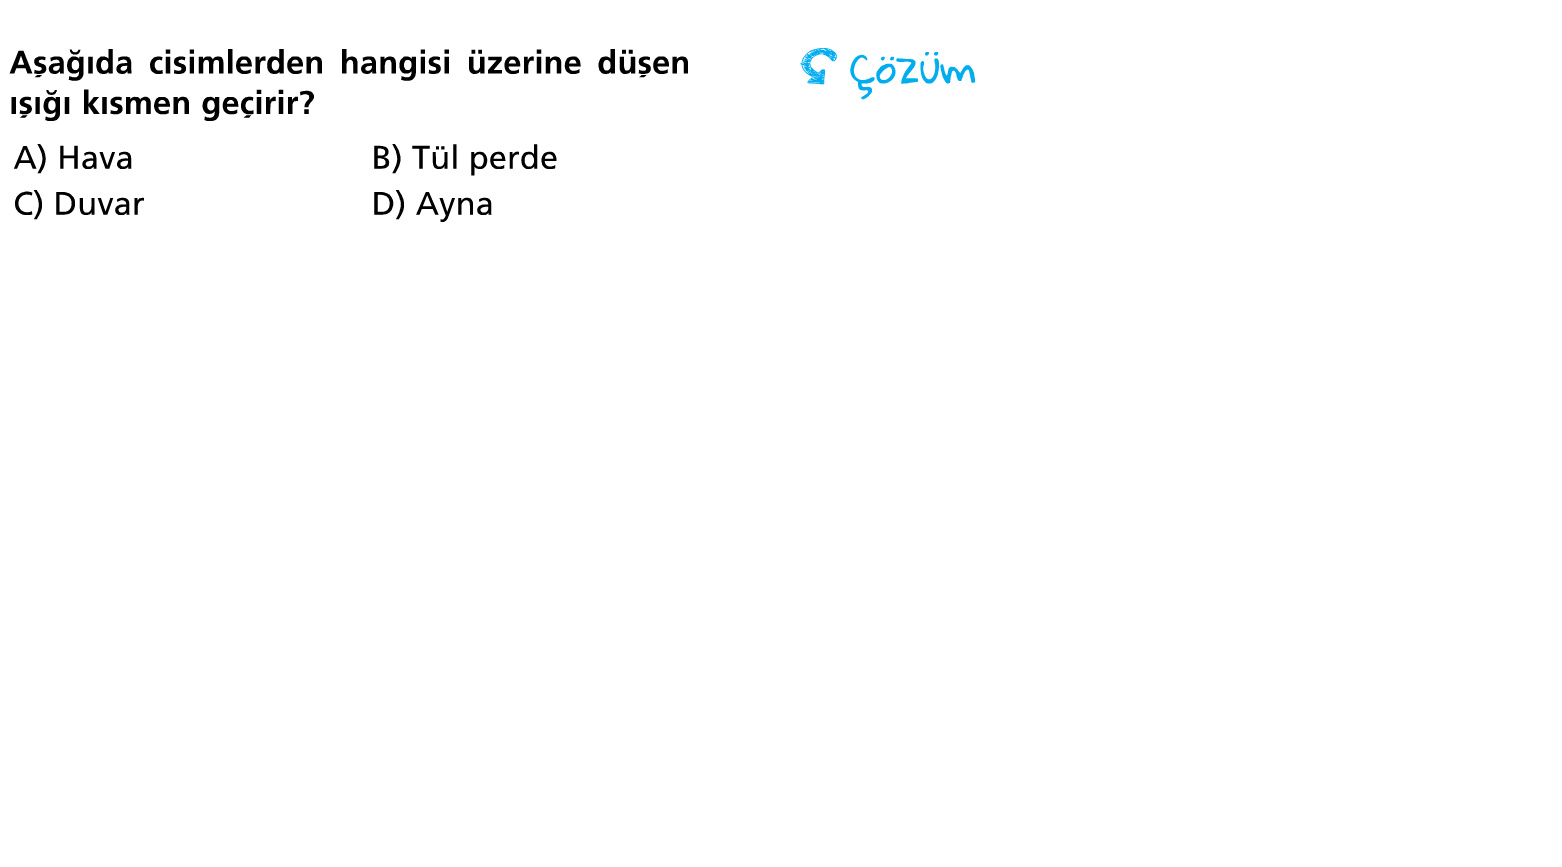 Aşağıda cisimlerden hangisi üzerine düşen
ışığı kısmen geçirir?
A) Hava B) Tül perde
C) Duvar D) Ayna
Çözüm